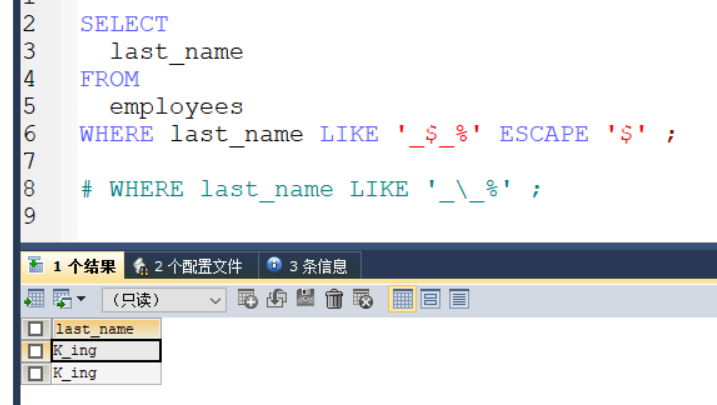 1
2 SELECT
3 last_name
4 FROM
5 employees
6 WHERE last_name LIKE '_$_%' ESCAPE '$' ;
7
8 # WHERE last_name LIKE '_\_%' ;
9
1 个结果 2 个配置文件 3 条信息
(只读)
last_name
K_ing
K_ing